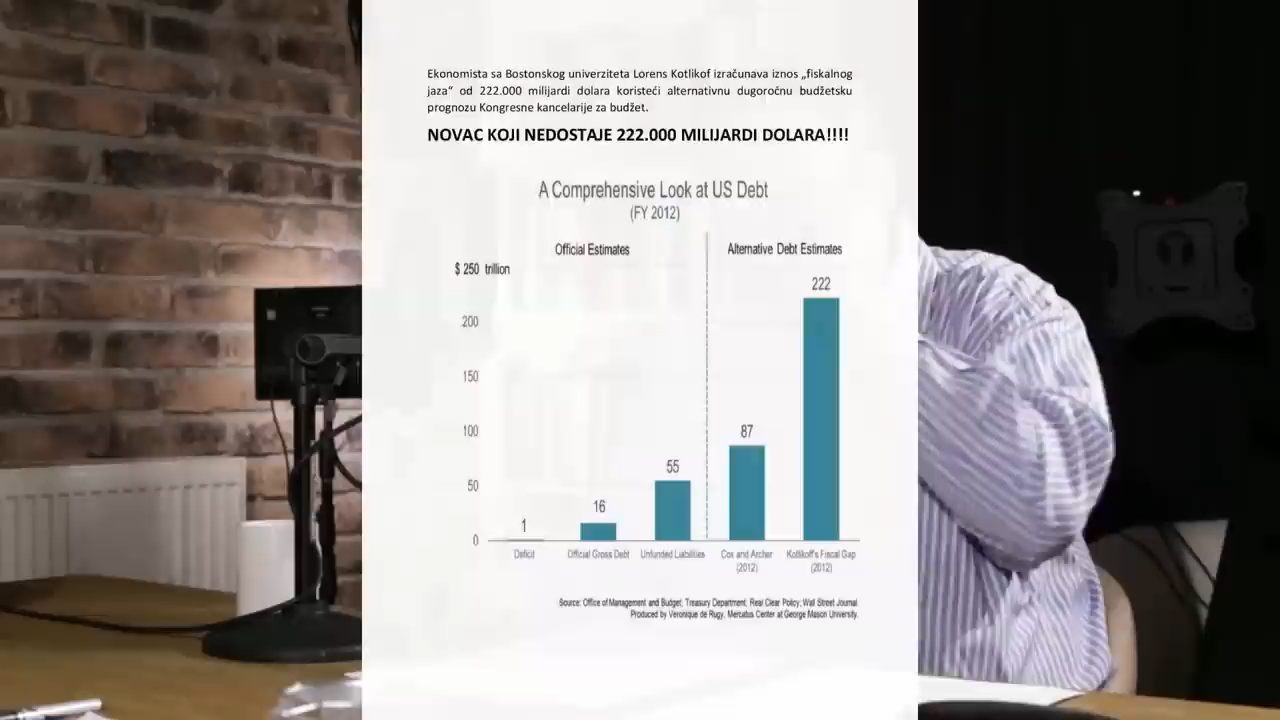 Ekonomista sa Bostonskog univerziteta Lorens Kotlikof izračunava iznos „fiskalnog
jaza“ od 222.000 milijardi dolara koristeći alternativnu dugoročnu budžetsku
prognozu Kongresne kancelarije za budžet.
NOVAC KOJI NEDOSTAJE 222.000 MILIJARDI DOLARA!!!!
A Comprehensive Look at US Debt
(FY 2012)
Official Estimates
Alternative Debt Estimates
$ 250 trillion
222
200
150
100
87
55
50
16
1
0
Deficit
Official Gross Debt
Unfunded Liabilities
Cox and Archer
(2012)
Kotlikoff's Fiscal Gap
(2012)
Source: Office of Management and Budget; Treasury Department; Real Clear Policy; Wall Street Journal
Produced by Veronique de Rugy, Mercatus Center at George Mason University.